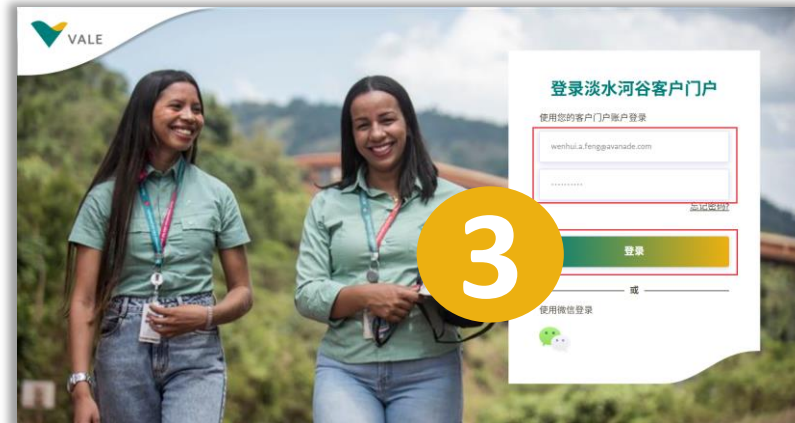 VALE
登录淡水河谷客户门户
使用您的客户门户账户登录
wenhui.a.feng@avanade.com
··········
忘记密码?
登录
或
使用微信登录
3